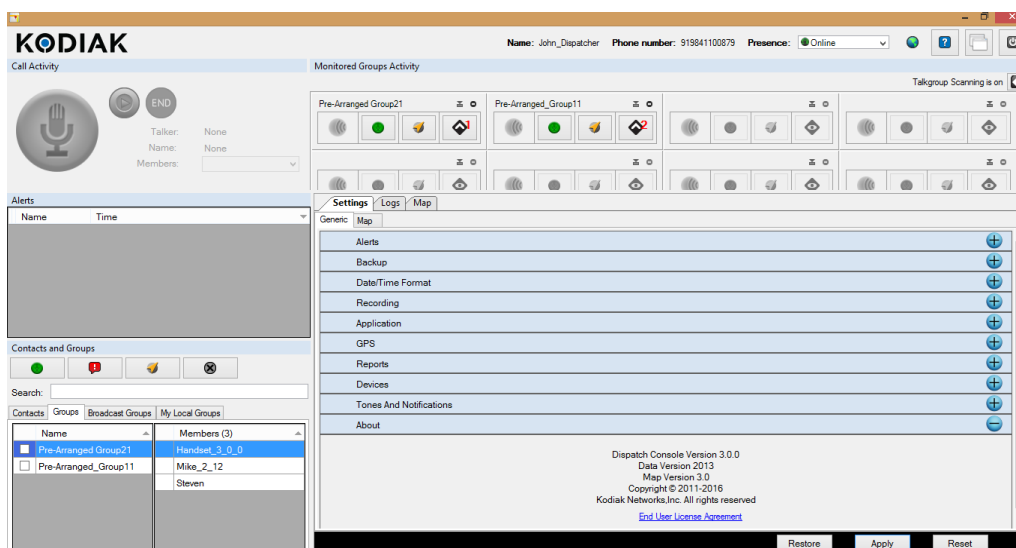 KODIAK
Name: John_Dispatcher Phone number: 919841100879 Presence: Online
?
Call Activity
Monitored Groups Activity
Talkgroup Scanning is on
END
Talker: None
Name: None
Members:
Pre-Arranged Group21
1
Pre-Arranged_Group11
2
Alerts
Name Time
Settings Logs Map
Generic Map
Alerts
Backup
Date/Time Format
Recording
Application
GPS
Reports
Devices
Tones And Notifications
About
Dispatch Console Version 3.0.0
Data Version 2013
Map Version 3.0
Copyright © 2011-2016
Kodiak Networks,Inc. All rights reserved
End User License Agreement
Restore Apply Reset
Contacts and Groups
Search:
Contacts Groups Broadcast Groups My Local Groups
Name Members (3)
Pre-Arranged Group21 Handset_3_0_0
Pre-Arranged_Group11 Mike_2_12
Steven